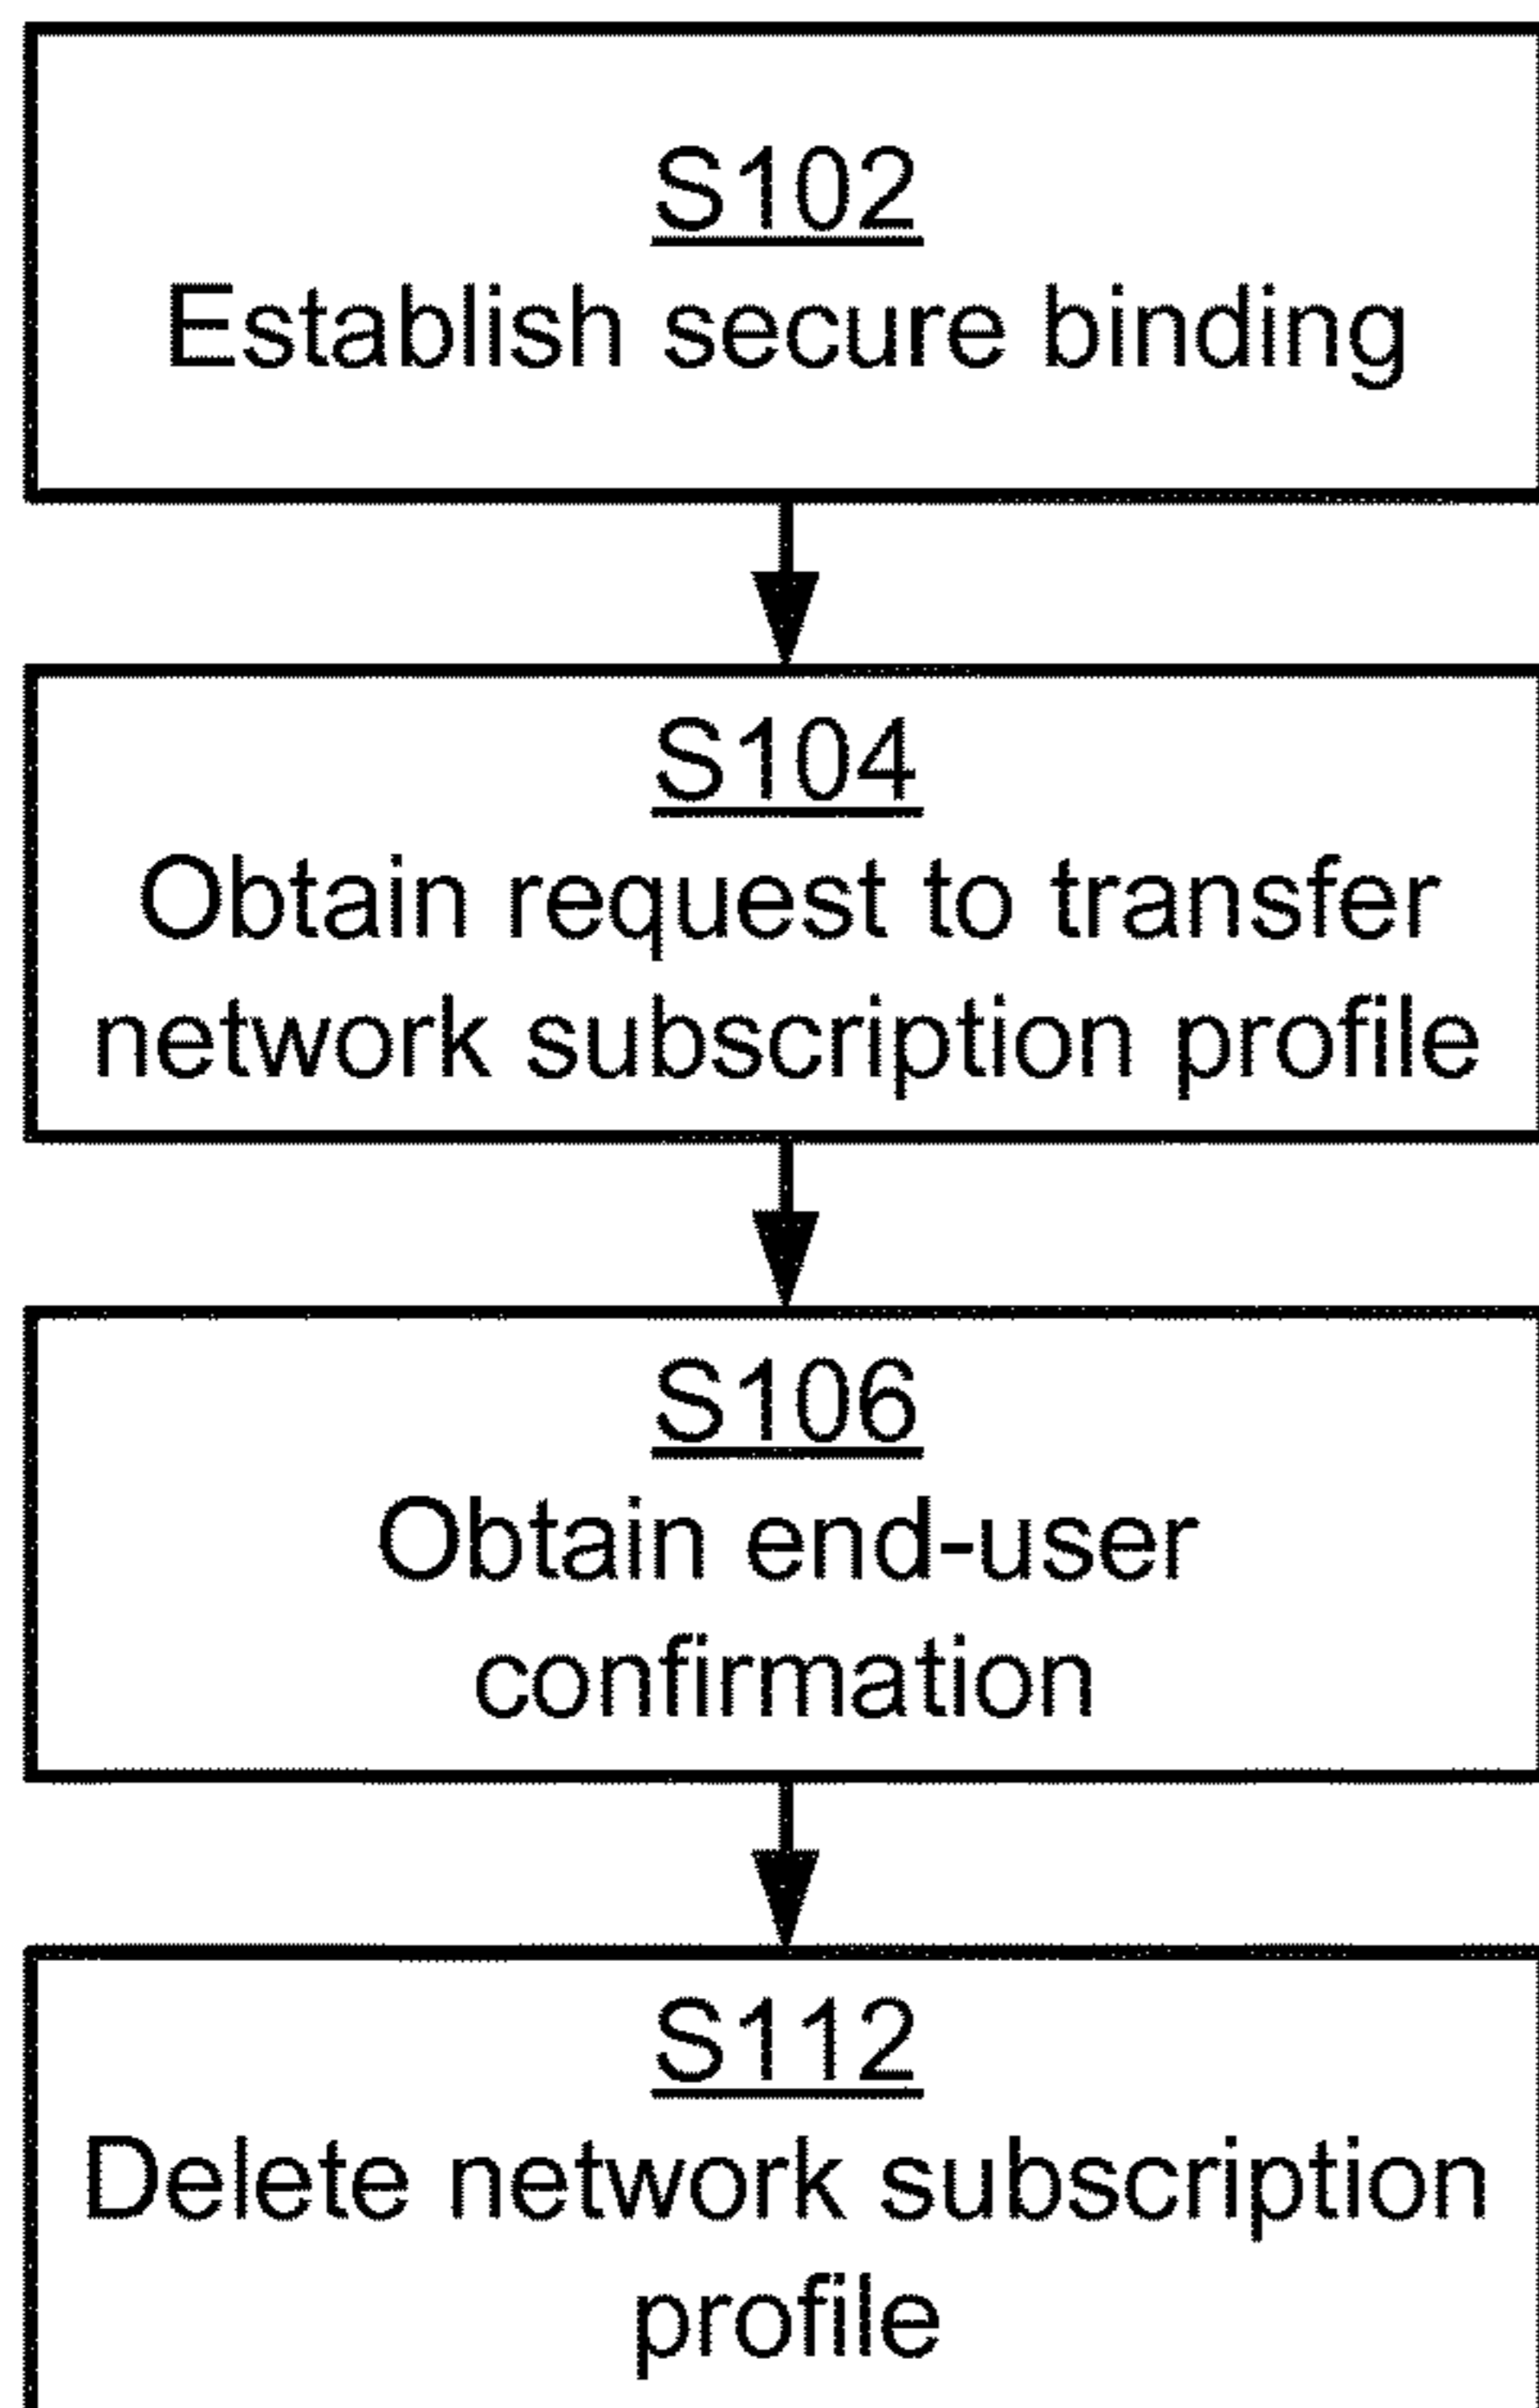 S102
Establish secure binding
S104
Obtain request to transfer
network subscription profile
S106
Obtain end-user
confirmation
S112
Delete network subscription
profile